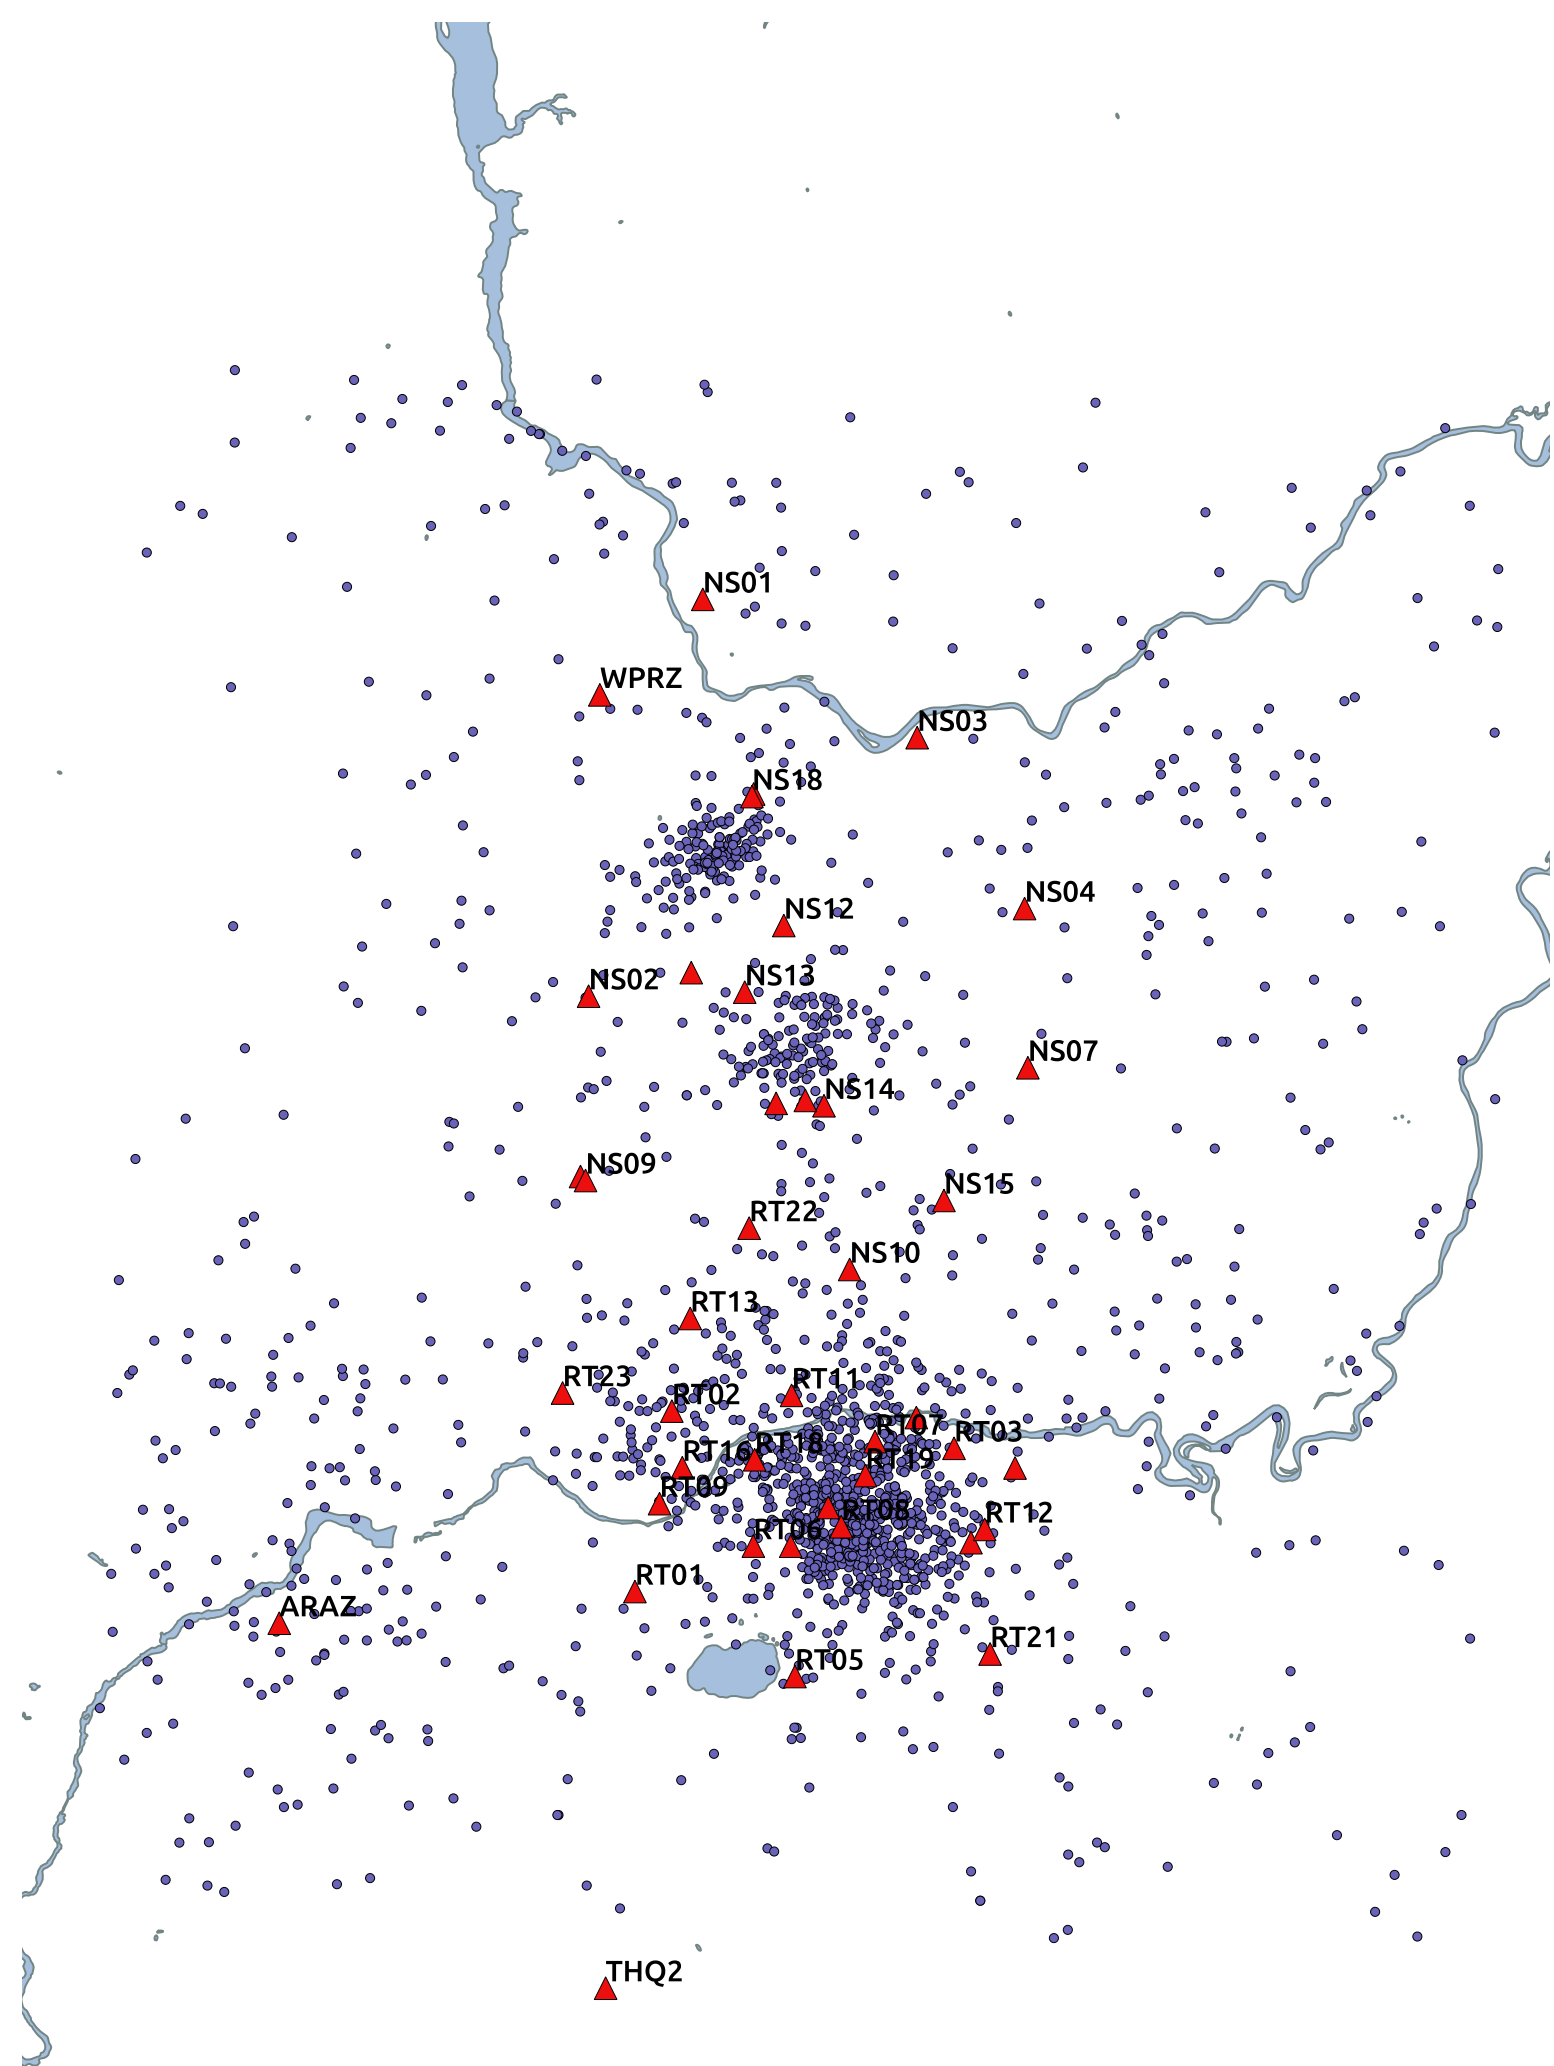 NS01
WPRZ
NS03
NS18
NS04
NS12
NS13
NS02
NS07
NS14
NS09
NS15
RT22
NS10
RT13
RT23
RT11
RT02
RT07
RT03
RT18
RT16
RT19
RT09
RT08
RT12
RT06
RT01
ARAZ
RT21
RT05
THQ2